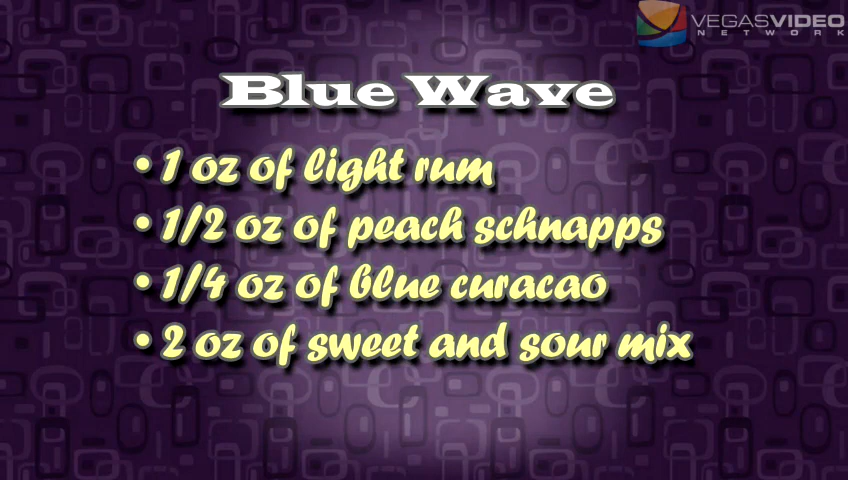 VEGASVIDEO
NETWORK
Blue Wave
• 1 oz of light rum
• 1/2 oz of peach schnapps
• 1/4 oz of blue curacao
• 2 oz of sweet and sour mix